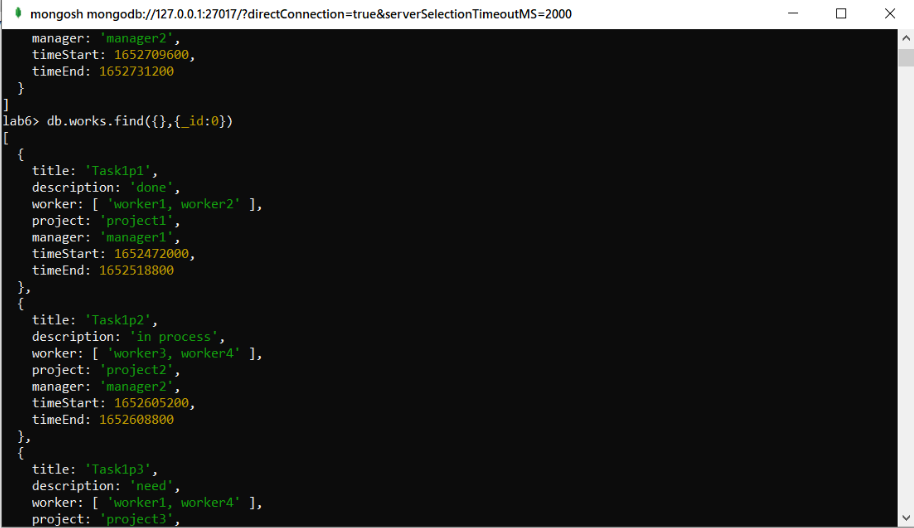 mongosh mongodb://127.0.0.1:27017/?directConnection=true&serverSelectionTimeoutMS=2000
    manager: 'manager2',
    timeStart: 1652709600,
    timeEnd: 1652731200
  }
]
lab6> db.works.find({},{_id:0})
[
  {
    title: 'Task1p1',
    description: 'done',
    worker: [ 'worker1, worker2' ],
    project: 'project1',
    manager: 'manager1',
    timeStart: 1652472000,
    timeEnd: 1652518800
  },
  {
    title: 'Task1p2',
    description: 'in process',
    worker: [ 'worker3, worker4' ],
    project: 'project2',
    manager: 'manager2',
    timeStart: 1652605200,
    timeEnd: 1652608800
  },
  {
    title: 'Task1p3',
    description: 'need',
    worker: [ 'worker1, worker4' ],
    project: 'project3',